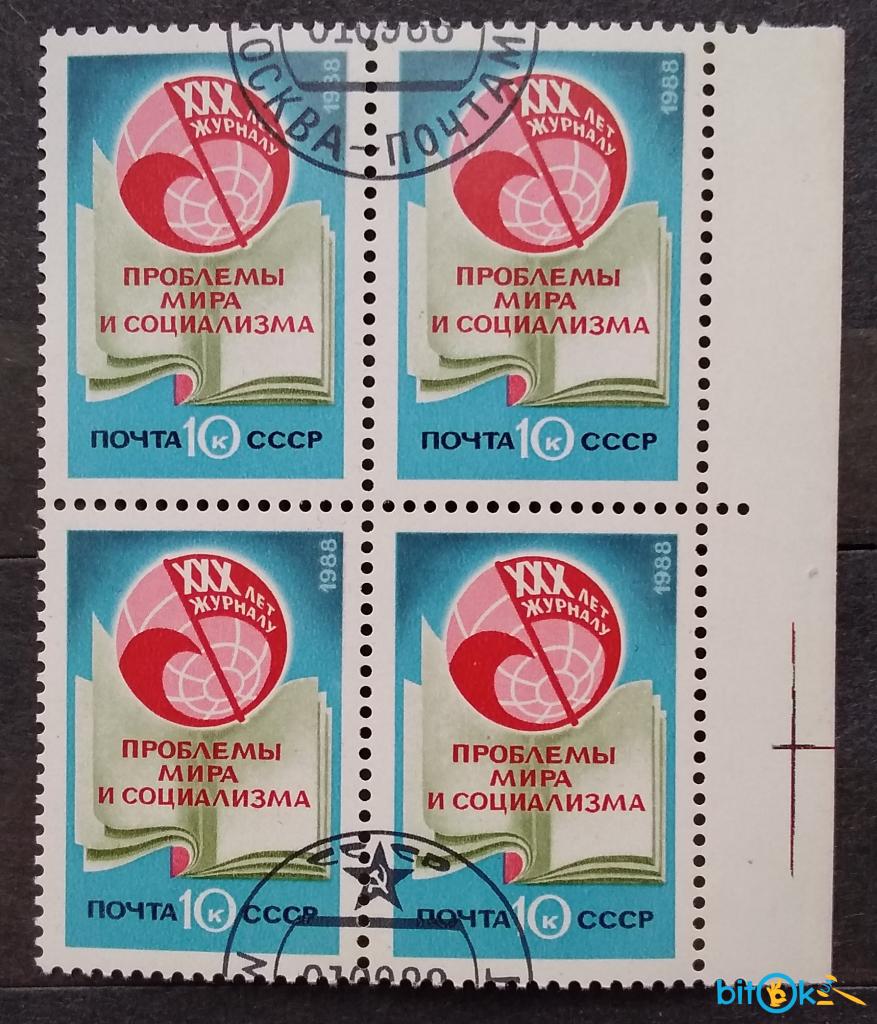 010988
ОСКВА-ПОЧТАМ
XXX ЛЕТ
ЖУРНАЛУ
1988
ПРОБЛЕМЫ
МИРА
И СОЦИАЛИЗМА
ПОЧТА 10 К СССР
XXX ЛЕТ
ЖУРНАЛУ
1988
ПРОБЛЕМЫ
МИРА
И СОЦИАЛИЗМА
ПОЧТА 10 К СССР
XXX ЛЕТ
ЖУРНАЛУ
1988
ПРОБЛЕМЫ
МИРА
И СОЦИАЛИЗМА
ПОЧТА 10 К СССР
XXX ЛЕТ
ЖУРНАЛУ
1988
ПРОБЛЕМЫ
МИРА
И СОЦИАЛИЗМА
ПОЧТА 10 К СССР
СССР
010988
bitok